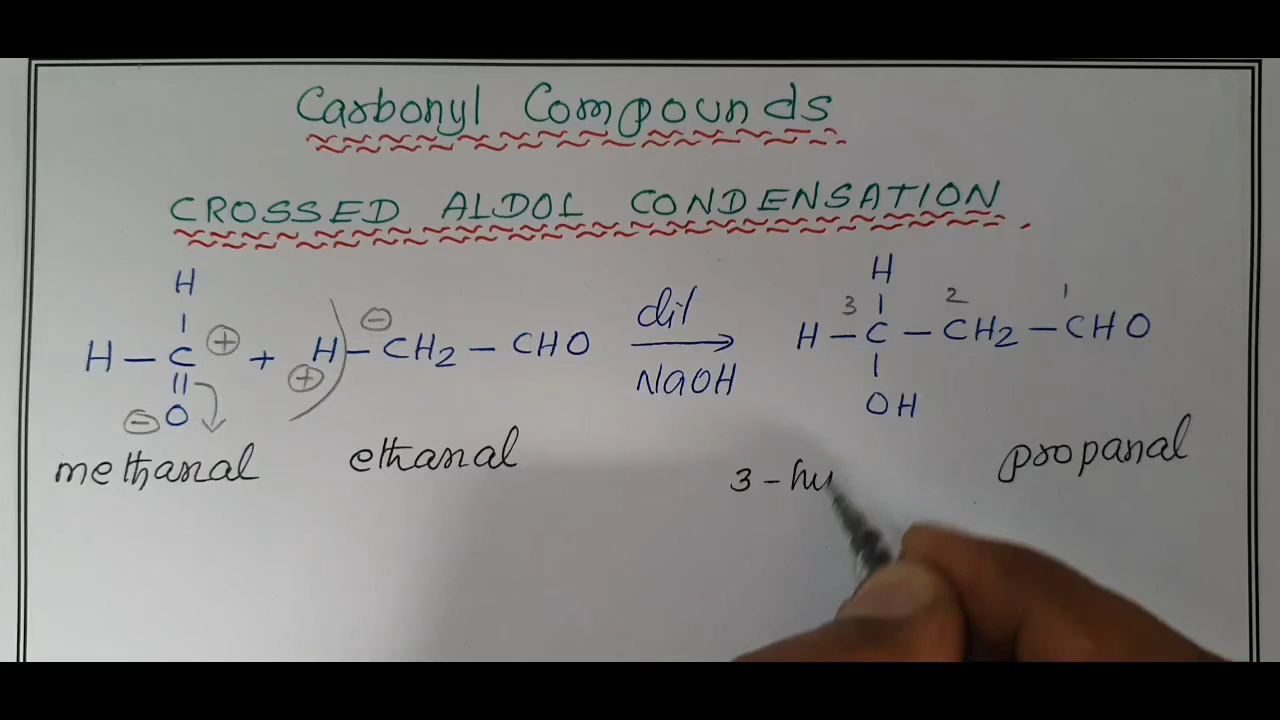 Carbonyl Compounds
CROSSED ALDOL CONDENSATION.
H H
H – C ⊕ + H – CH2 – CHO dil NaOH → H – C – CH2 – CHO
⊕ ⊖ 3 2 1
|| |
⊖ O OH
methanal ethanal propanal
3 – hy